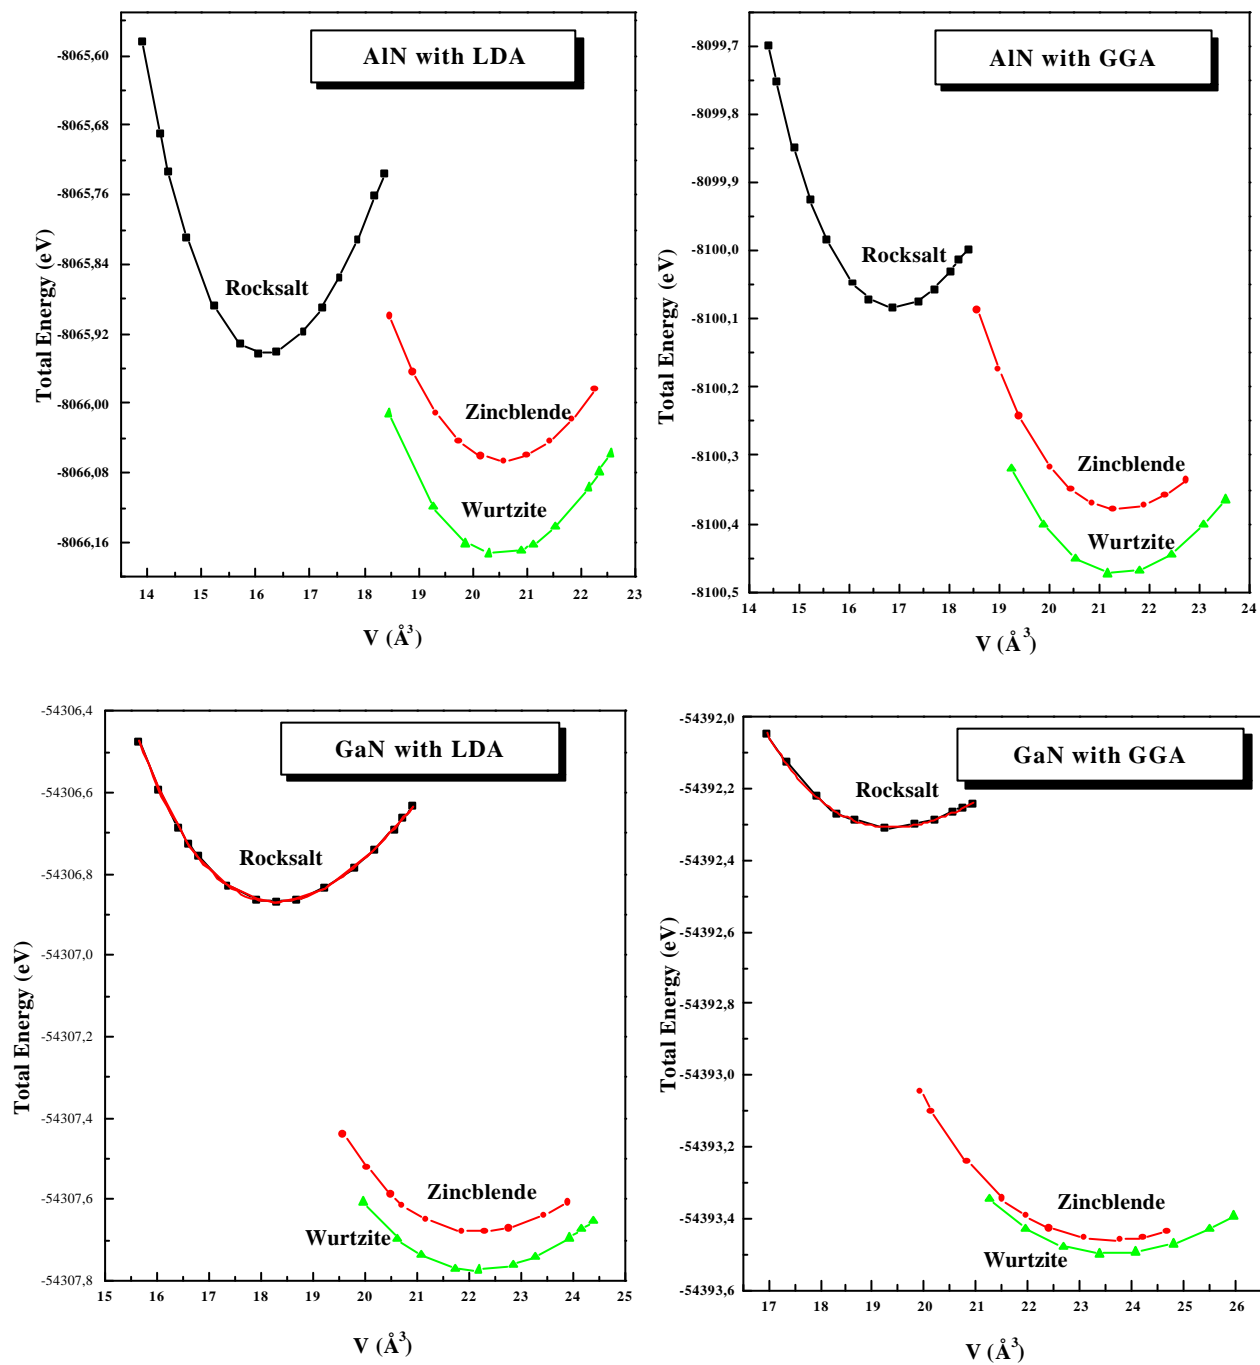 AlN with LDA
-8065,60
-8065,68
-8065,76
-8065,84
-8065,92
-8066,00
-8066,08
-8066,16
Total Energy (eV)
Rocksalt
Zincblende
Wurtzite
14 15 16 17 18 19 20 21 22 23
V (Å³)
AlN with GGA
-8099,7
-8099,8
-8099,9
-8100,0
-8100,1
-8100,2
-8100,3
-8100,4
-8100,5
Total Energy (eV)
Rocksalt
Zincblende
Wurtzite
14 15 16 17 18 19 20 21 22 23 24
V (Å³)
GaN with LDA
-54306,4
-54306,6
-54306,8
-54307,0
-54307,2
-54307,4
-54307,6
-54307,8
Total Energy (eV)
Rocksalt
Zincblende
Wurtzite
15 16 17 18 19 20 21 22 23 24 25
V (Å³)
GaN with GGA
-54392,0
-54392,2
-54392,4
-54392,6
-54392,8
-54393,0
-54393,2
-54393,4
-54393,6
Total Energy (eV)
Rocksalt
Zincblende
Wurtzite
17 18 19 20 21 22 23 24 25 26
V (Å³)